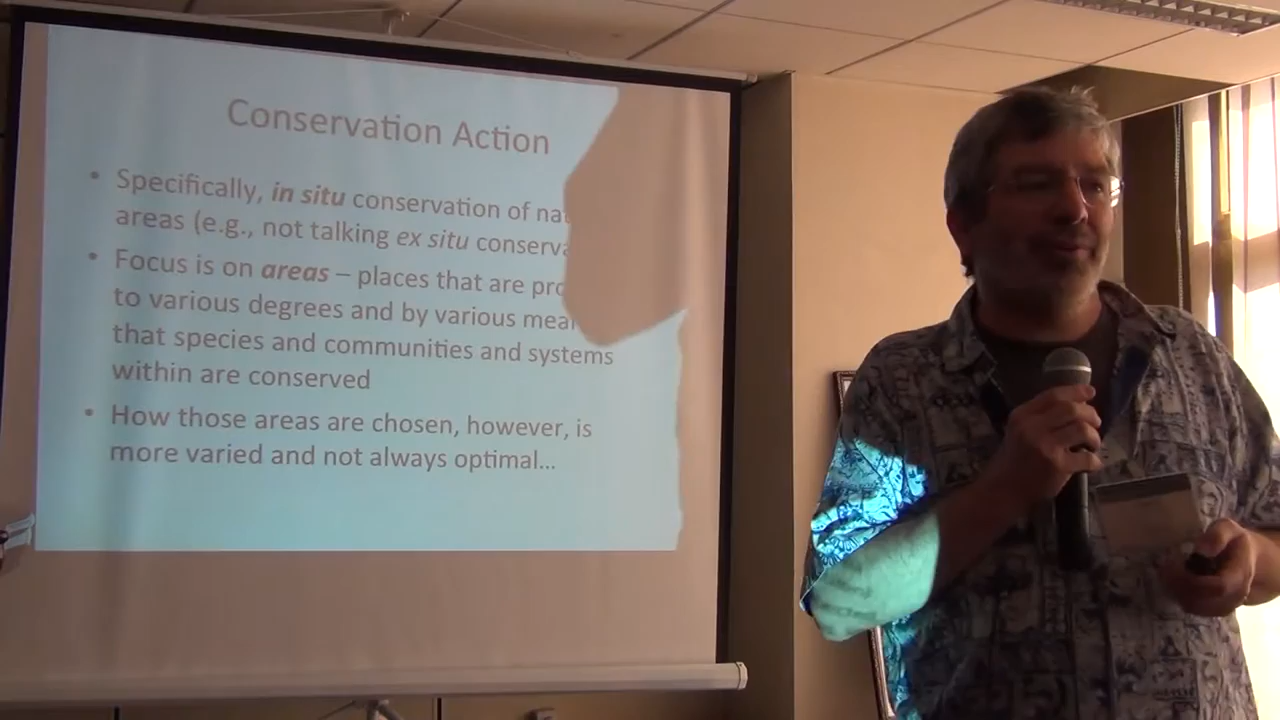 Conservation Action
• Specifically, in situ conservation of nat
areas (e.g., not talking ex situ conserva
• Focus is on areas – places that are pro
to various degrees and by various mean
that species and communities and systems
within are conserved
• How those areas are chosen, however, is
more varied and not always optimal...